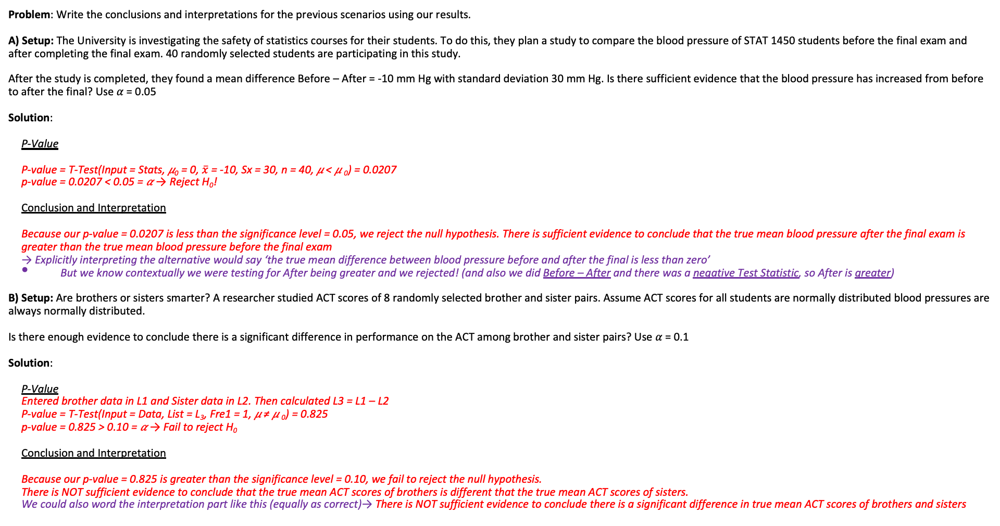 Problem: Write the conclusions and interpretations for the previous scenarios using our results.
A) Setup: The University is investigating the safety of statistics courses for their students. To do this, they plan a study to compare the blood pressure of STAT 1450 students before the final exam and
after completing the final exam. 40 randomly selected students are participating in this study.
After the study is completed, they found a mean difference Before – After = -10 mm Hg with standard deviation 30 mm Hg. Is there sufficient evidence that the blood pressure has increased from before
to after the final? Use α = 0.05
Solution:
P-Value
P-value = T-Test(Input = Stats, μ₀ = 0, x̄ = -10, Sx = 30, n = 40, μ < μ₀) = 0.0207
p-value = 0.0207 < 0.05 = α → Reject H₀!
Conclusion and Interpretation
Because our p-value = 0.0207 is less than the significance level = 0.05, we reject the null hypothesis. There is sufficient evidence to conclude that the true mean blood pressure after the final exam is
greater than the true mean blood pressure before the final exam
→ Explicitly interpreting the alternative would say ‘the true mean difference between blood pressure before and after the final is less than zero’
• But we know contextually we were testing for After being greater and we rejected! (and also we did Before – After and there was a negative Test Statistic, so After is greater)
B) Setup: Are brothers or sisters smarter? A researcher studied ACT scores of 8 randomly selected brother and sister pairs. Assume ACT scores for all students are normally distributed blood pressures are
always normally distributed.
Is there enough evidence to conclude there is a significant difference in performance on the ACT among brother and sister pairs? Use α = 0.1
Solution:
P-Value
Entered brother data in L1 and Sister data in L2. Then calculated L3 = L1 – L2
P-value = T-Test(Input = Data, List = L₃, Fre1 = 1, μ ≠ μ₀) = 0.825
p-value = 0.825 > 0.10 = α → Fail to reject H₀
Conclusion and Interpretation
Because our p-value = 0.825 is greater than the significance level = 0.10, we fail to reject the null hypothesis.
There is NOT sufficient evidence to conclude that the true mean ACT scores of brothers is different that the true mean ACT scores of sisters.
We could also word the interpretation part like this (equally as correct)→ There is NOT sufficient evidence to conclude there is a significant difference in true mean ACT scores of brothers and sisters